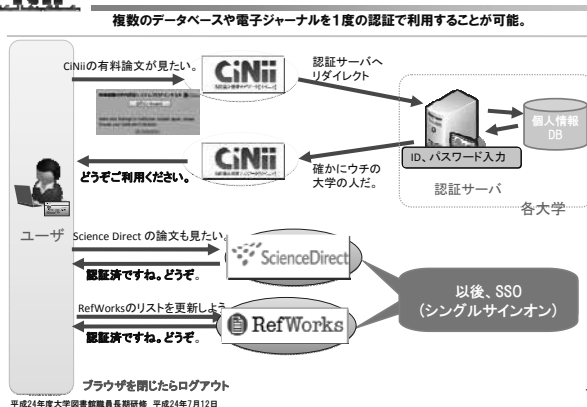 複数のデータベースや電子ジャーナルを1度の認証で利用することが可能。
CiNiiの有料論文が見たい。
CiNii
認証サーバへ
リダイレクト
個人情報
DB
ID、パスワード入力
認証サーバ
各大学
CiNii
確かにウチの
大学の人だ。
どうぞご利用ください。
ユーザ
Science Direct の論文も見たい。
ScienceDirect
認証済ですね。どうぞ。
RefWorksのリストを更新しよう
RefWorks
認証済ですね。どうぞ。
以後、SSO
(シングルサインオン)
ブラウザを閉じたらログアウト
平成24年度大学図書館職員長期研修 平成24年7月12日